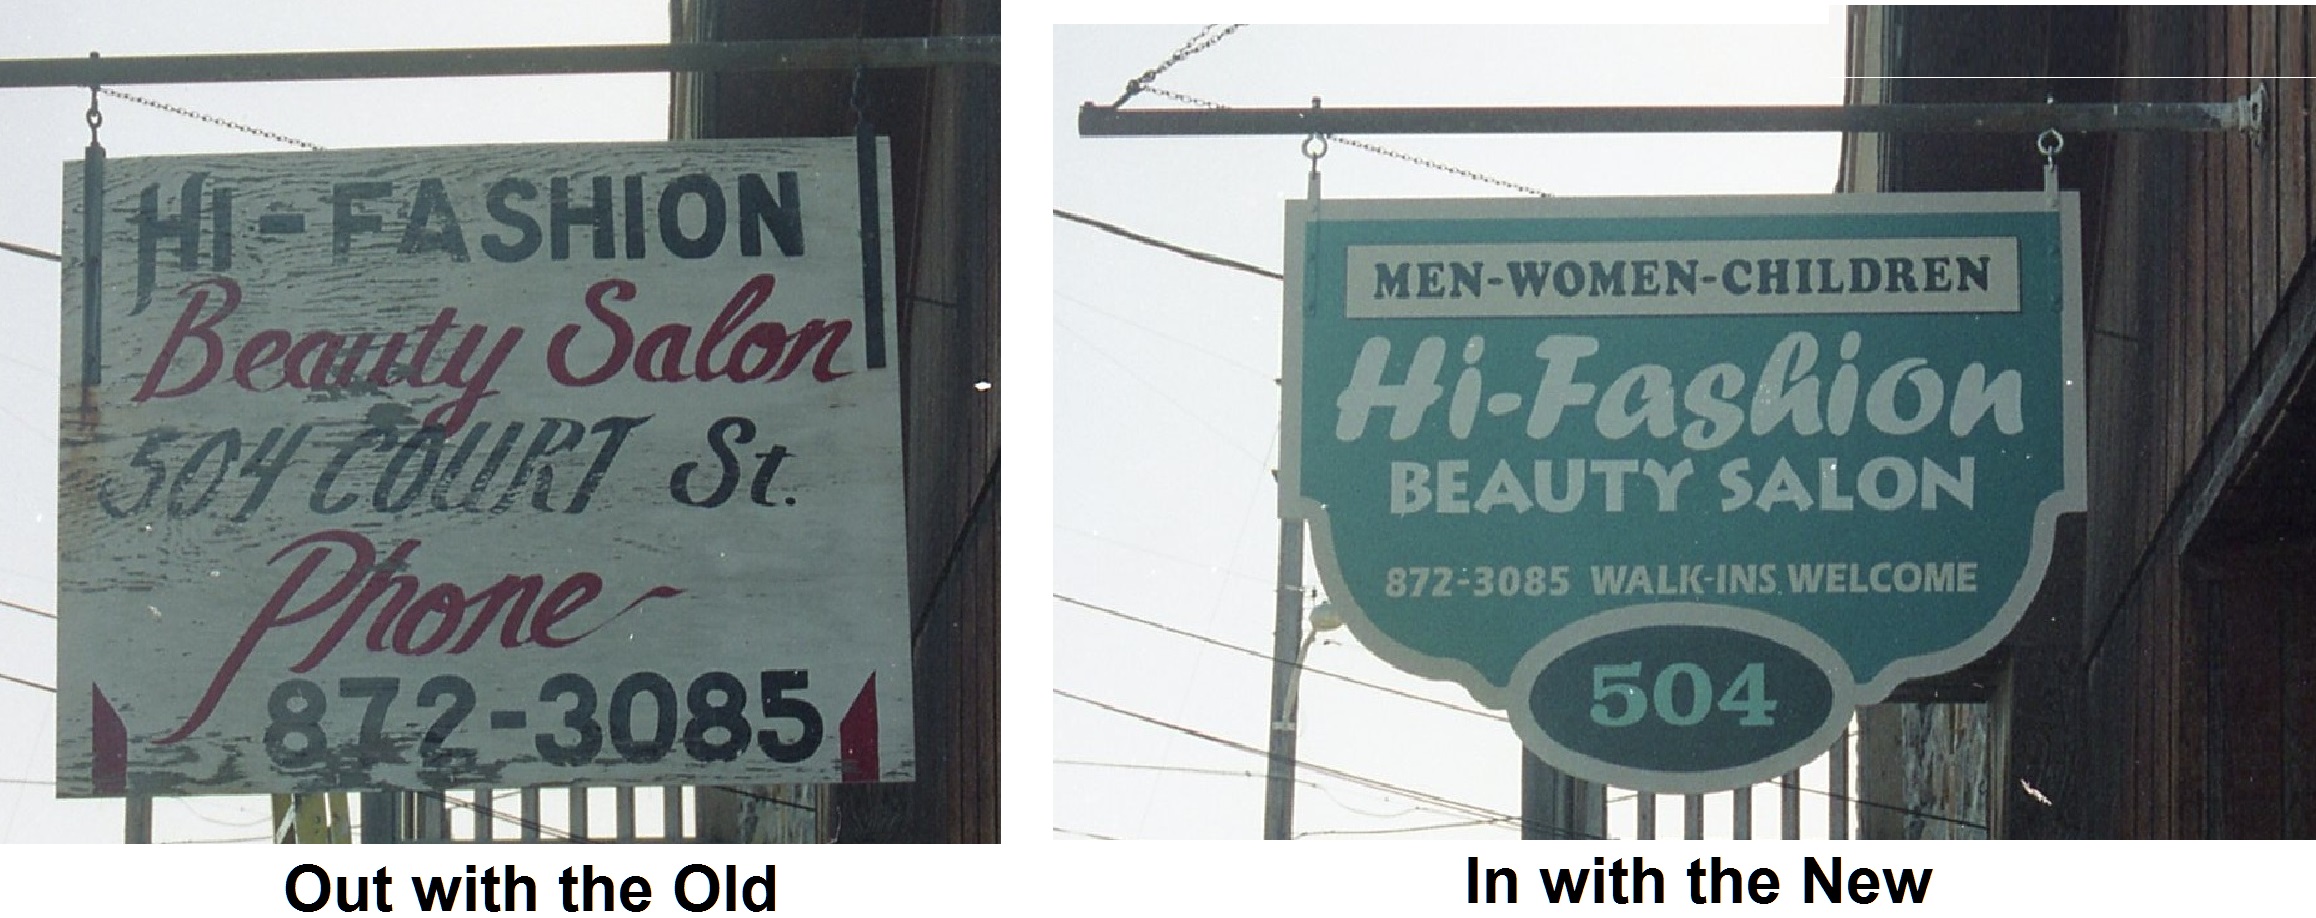 HI-FASHION
Beauty Salon
504 COURT St.
Phone-
872-3085
Out with the Old
MEN-WOMEN-CHILDREN
Hi-Fashion
BEAUTY SALON
872-3085 WALK-INS WELCOME
504
In with the New